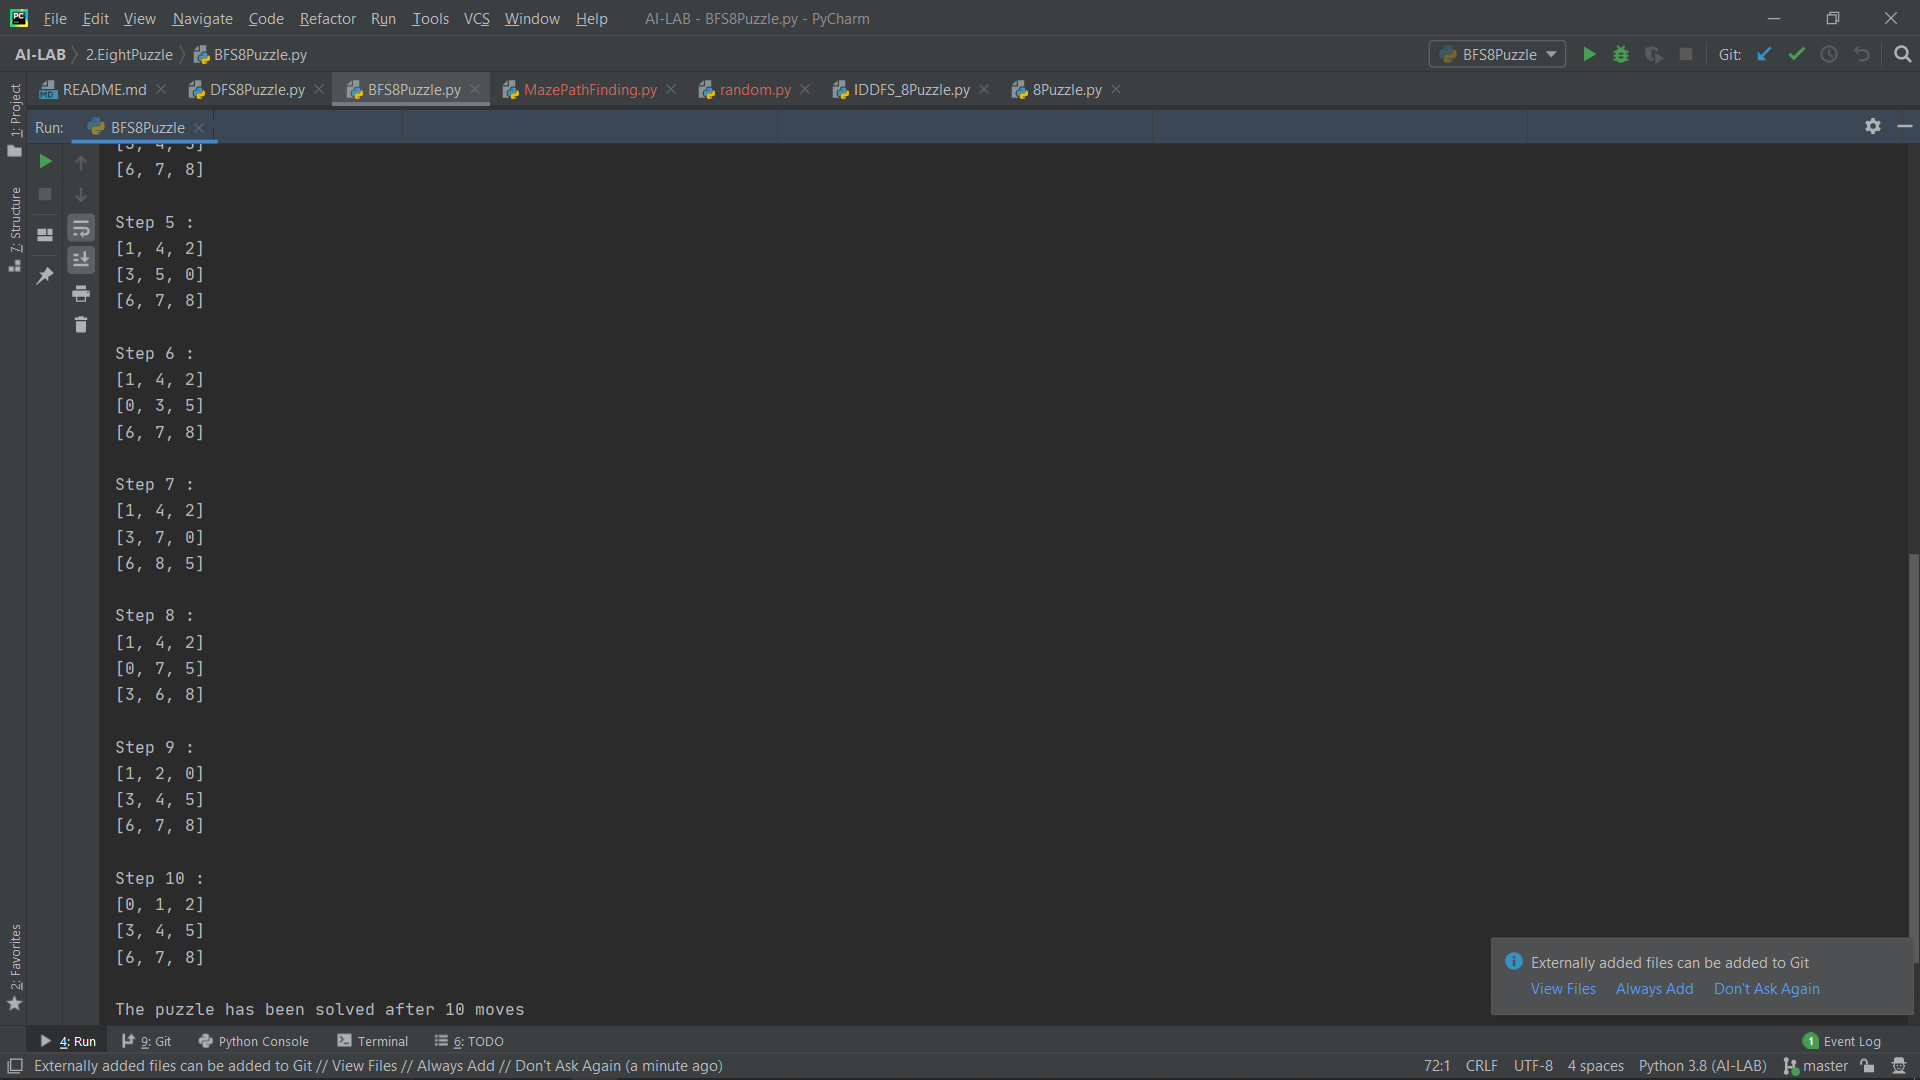 File Edit View Navigate Code Refactor Run Tools VCS Window Help AI-LAB - BFS8Puzzle.py - PyCharm
AI-LAB 2.EightPuzzle BFS8Puzzle.py BFS8Puzzle Git:
README.md DFS8Puzzle.py BFS8Puzzle.py MazePathFinding.py random.py IDDFS_8Puzzle.py 8Puzzle.py
Run: BFS8Puzzle
1: Project
7: Structure
2: Favorites
[3, 4, 5]
[6, 7, 8]
Step 5 :
[1, 4, 2]
[3, 5, 0]
[6, 7, 8]
Step 6 :
[1, 4, 2]
[0, 3, 5]
[6, 7, 8]
Step 7 :
[1, 4, 2]
[3, 7, 0]
[6, 8, 5]
Step 8 :
[1, 4, 2]
[0, 7, 5]
[3, 6, 8]
Step 9 :
[1, 2, 0]
[3, 4, 5]
[6, 7, 8]
Step 10 :
[0, 1, 2]
[3, 4, 5]
[6, 7, 8]
The puzzle has been solved after 10 moves
Externally added files can be added to Git
View Files Always Add Don't Ask Again
4: Run 9: Git Python Console Terminal 6: TODO 1 Event Log
Externally added files can be added to Git // View Files // Always Add // Don't Ask Again (a minute ago) 72:1 CRLF UTF-8 4 spaces Python 3.8 (AI-LAB) master